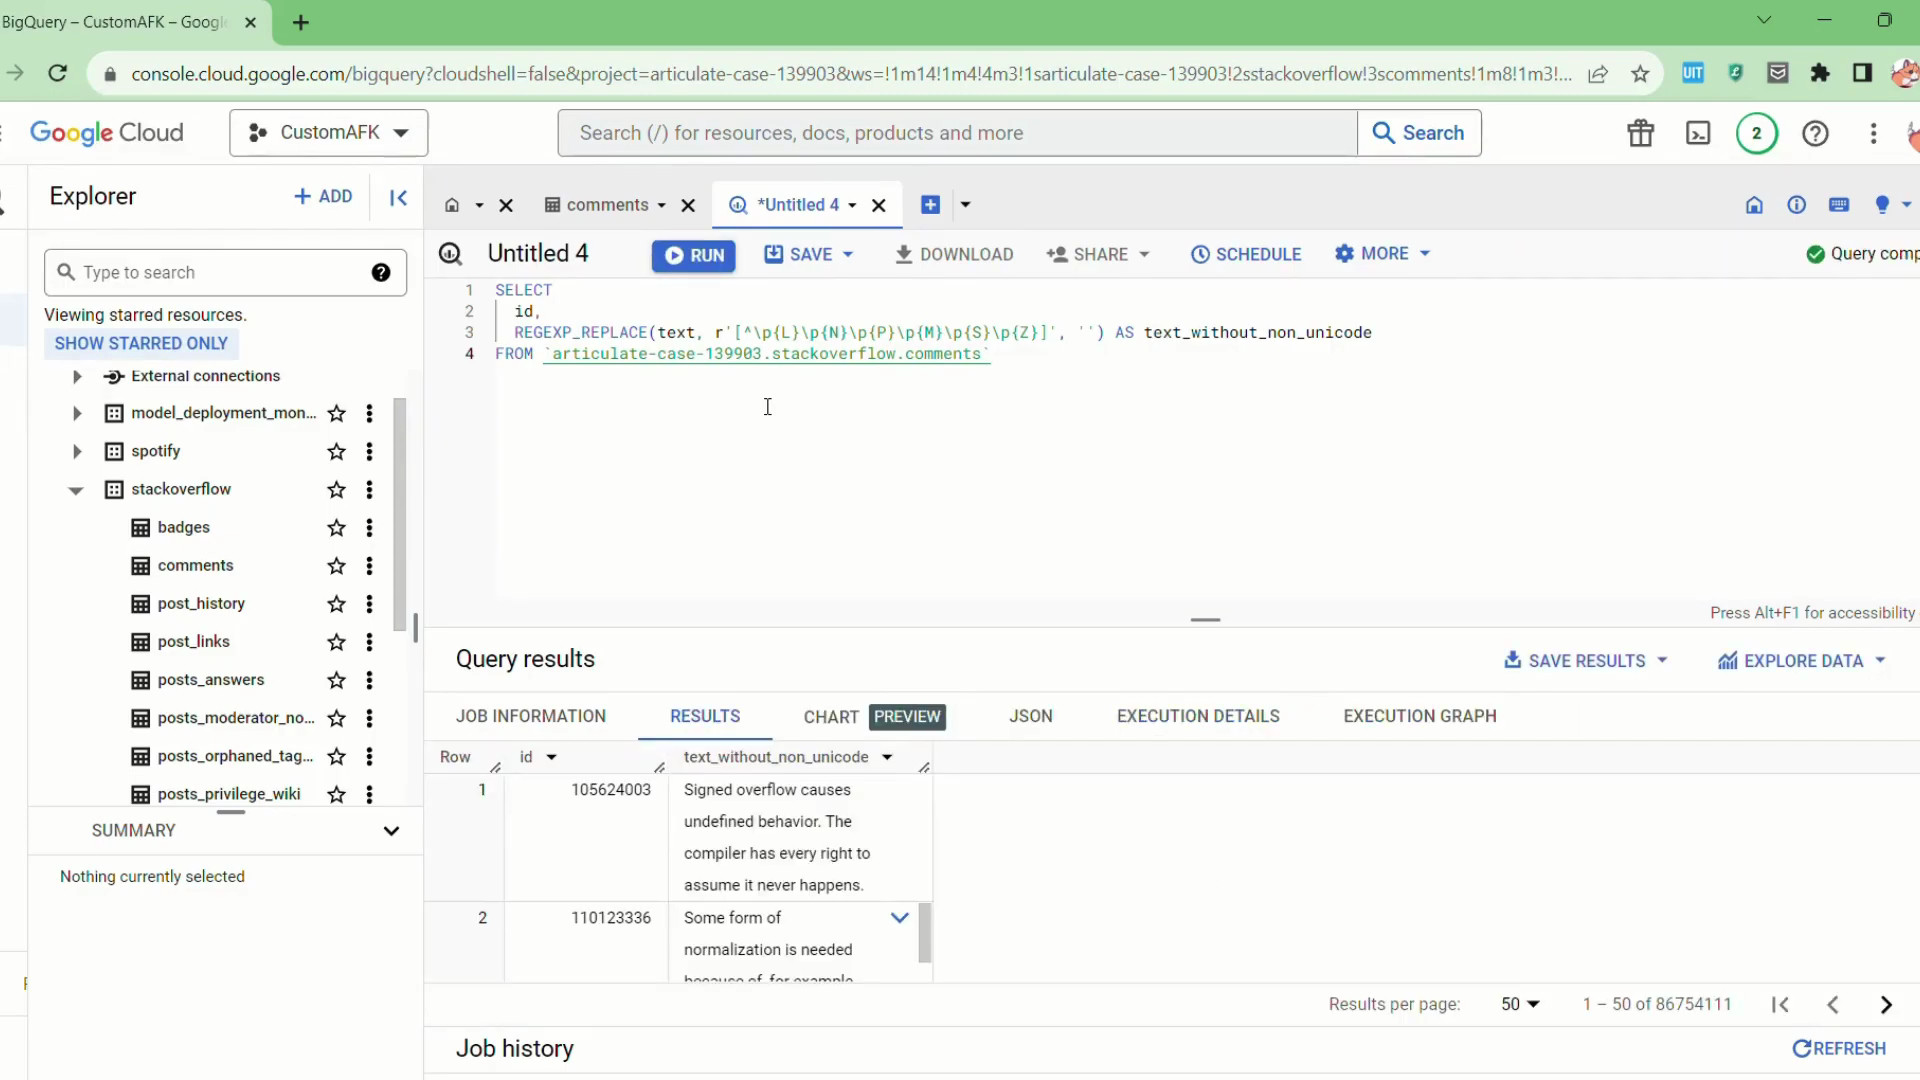 BigQuery – CustomAFK – Google
console.cloud.google.com/bigquery?cloudshell=false&project=articulate-case-139903&ws=!1m14!1m4!4m3!1sarticulate-case-139903!2sstackoverflow!3scomments!1m8!1m3!...
UIT
Google Cloud
CustomAFK
Search (/) for resources, docs, products and more
Search
2
Explorer
+ ADD
comments
*Untitled 4
Type to search
Untitled 4
RUN
SAVE
DOWNLOAD
SHARE
SCHEDULE
MORE
Query comp
Viewing starred resources.
SHOW STARRED ONLY
1 SELECT
2 id,
3 REGEXP_REPLACE(text, r'[^\p{L}\p{N}\p{P}\p{M}\p{S}\p{Z}]', '') AS text_without_non_unicode
4 FROM `articulate-case-139903.stackoverflow.comments`
External connections
model_deployment_mon...
spotify
stackoverflow
badges
comments
post_history
post_links
posts_answers
posts_moderator_no...
posts_orphaned_tag...
posts_privilege_wiki
SUMMARY
Nothing currently selected
Press Alt+F1 for accessibility
Query results
SAVE RESULTS
EXPLORE DATA
JOB INFORMATION
RESULTS
CHART PREVIEW
JSON
EXECUTION DETAILS
EXECUTION GRAPH
Row id text_without_non_unicode
1 105624003 Signed overflow causes
undefined behavior. The
compiler has every right to
assume it never happens.
2 110123336 Some form of
normalization is needed
because of, for example
Results per page: 50 1 – 50 of 86754111
Job history
REFRESH